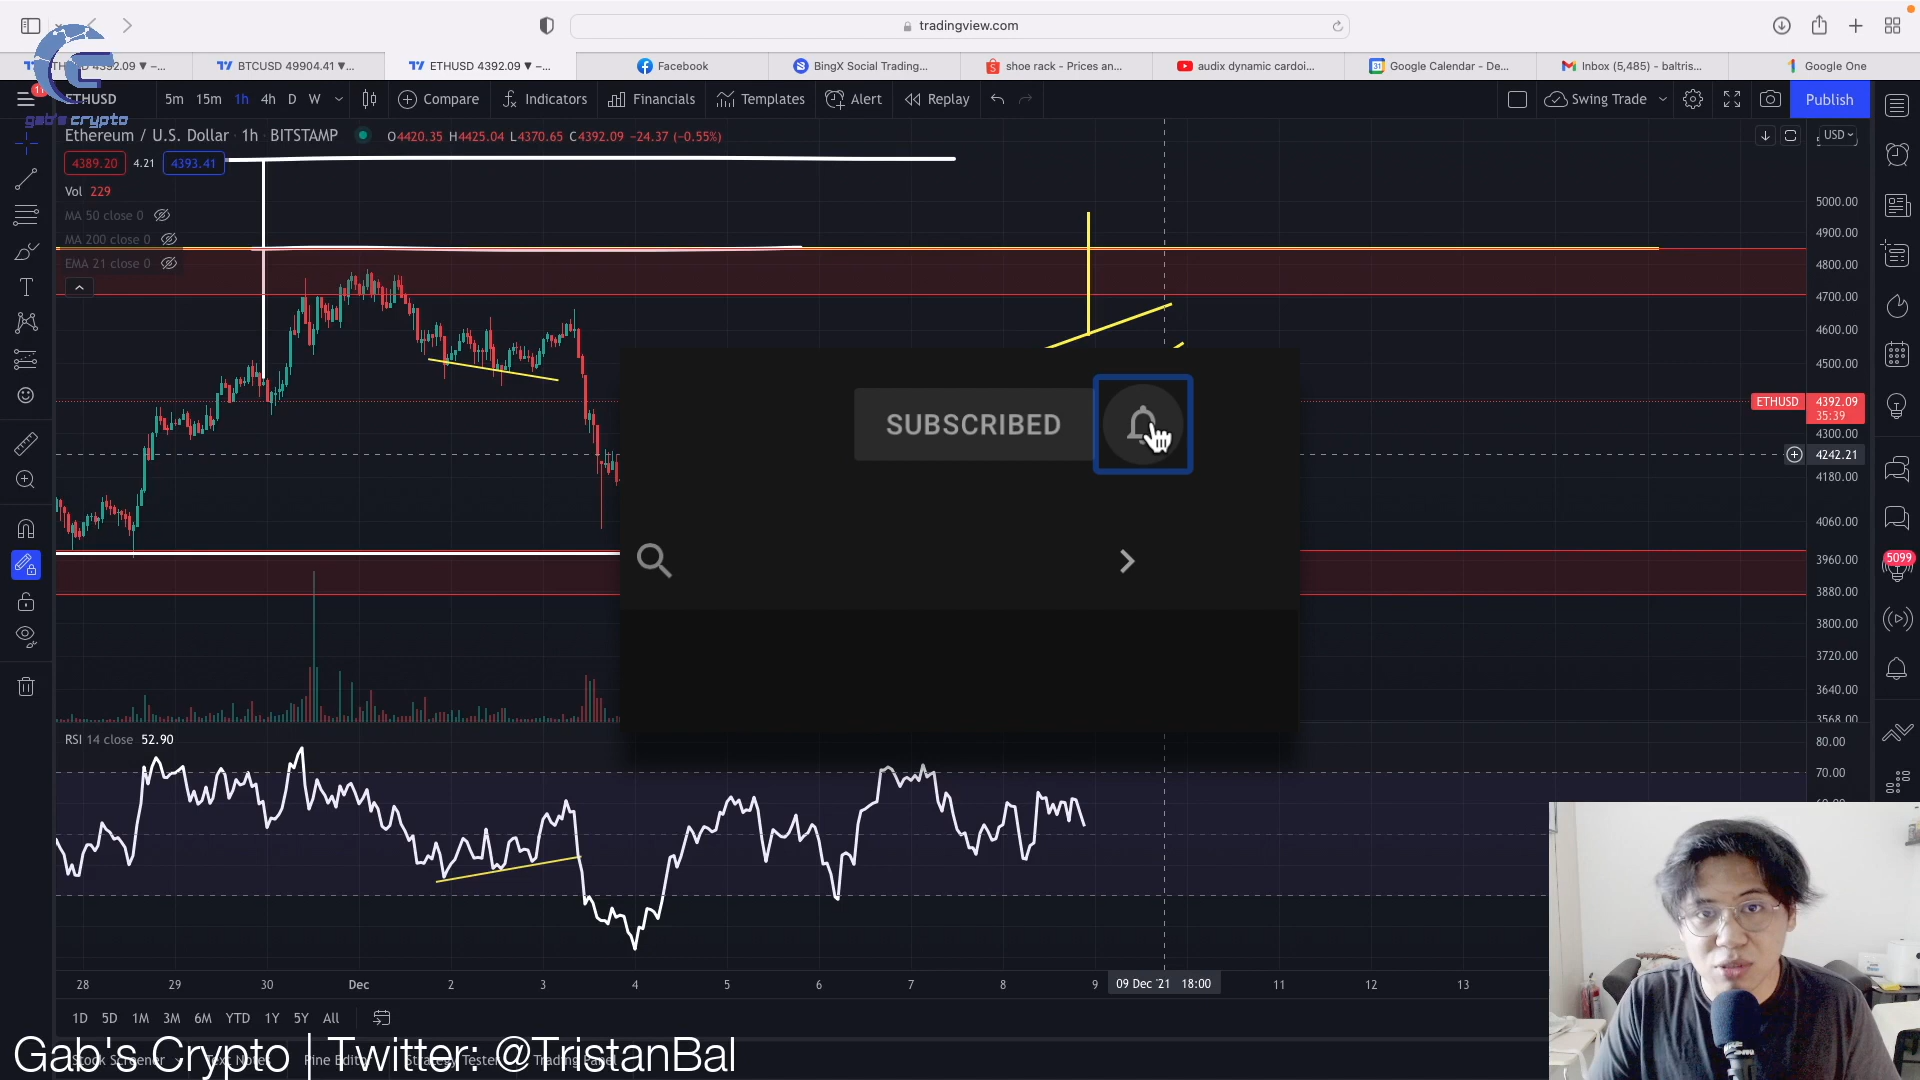 tradingview.com
4392.09 ▼ –...
BTCUSD 49904.41 ▼...
ETHUSD 4392.09 ▼ –...
Facebook
BingX Social Trading...
shoe rack - Prices an...
audix dynamic cardoi...
Google Calendar - De...
Inbox (5,485) - baltris...
Google One
ETHUSD
5m 15m 1h 4h D W
Compare
Indicators
Financials
Templates
Alert
Replay
Swing Trade
Publish
gab's crypto
Ethereum / U.S. Dollar · 1h · BITSTAMP
O4420.35 H4425.04 L4370.65 C4392.09 −24.37 (−0.55%)
USD
4389.20 4.21 4393.41
Vol 229
MA 50 close 0
MA 200 close 0
EMA 21 close 0
5000.00
4900.00
4800.00
4700.00
4600.00
4500.00
ETHUSD 4392.09
35:39
4300.00
4242.21
4180.00
4060.00
3960.00
3880.00
3800.00
3720.00
3640.00
3568.00
5099
SUBSCRIBED
RSI 14 close 52.90
80.00
70.00
28 29 30 Dec 2 3 4 5 6 7 8 9 09 Dec '21 18:00 11 12 13
1D 5D 1M 3M 6M YTD 1Y 5Y All
Gab's Crypto | Twitter: @TristanBal